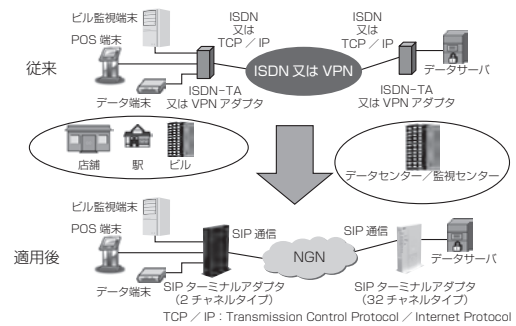 ビル監視端末
POS 端末
従来
データ端末
ISDN
又は
TCP / IP
ISDN-TA
又は VPN アダプタ
ISDN 又は VPN
ISDN
又は
TCP / IP
ISDN-TA
又は VPN アダプタ
データサーバ
店舗
駅
ビル
データセンター／監視センター
ビル監視端末
POS 端末
適用後
データ端末
SIP 通信
SIP ターミナルアダプタ
（2 チャネルタイプ）
NGN
SIP 通信
SIP ターミナルアダプタ
（32 チャネルタイプ）
データサーバ
TCP / IP：Transmission Control Protocol / Internet Protocol